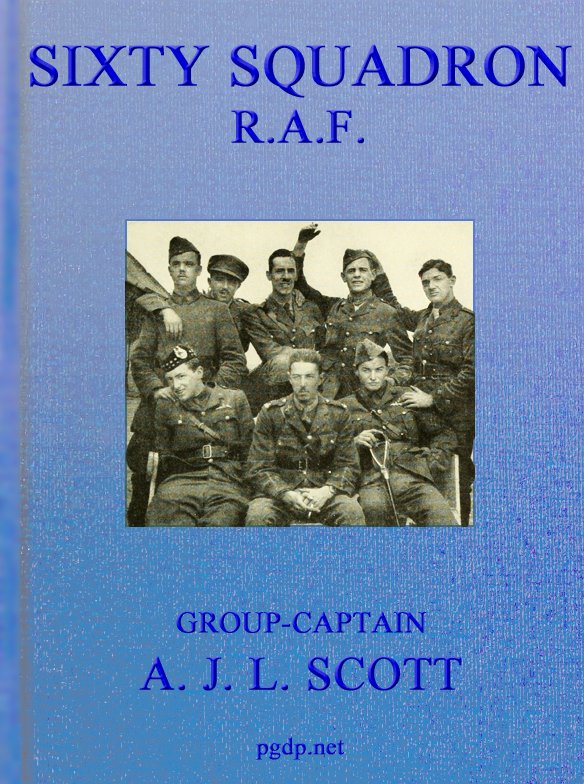 SIXTY SQUADRON
R.A.F.
GROUP-CAPTAIN
A. J. L. SCOTT
pgdp.net